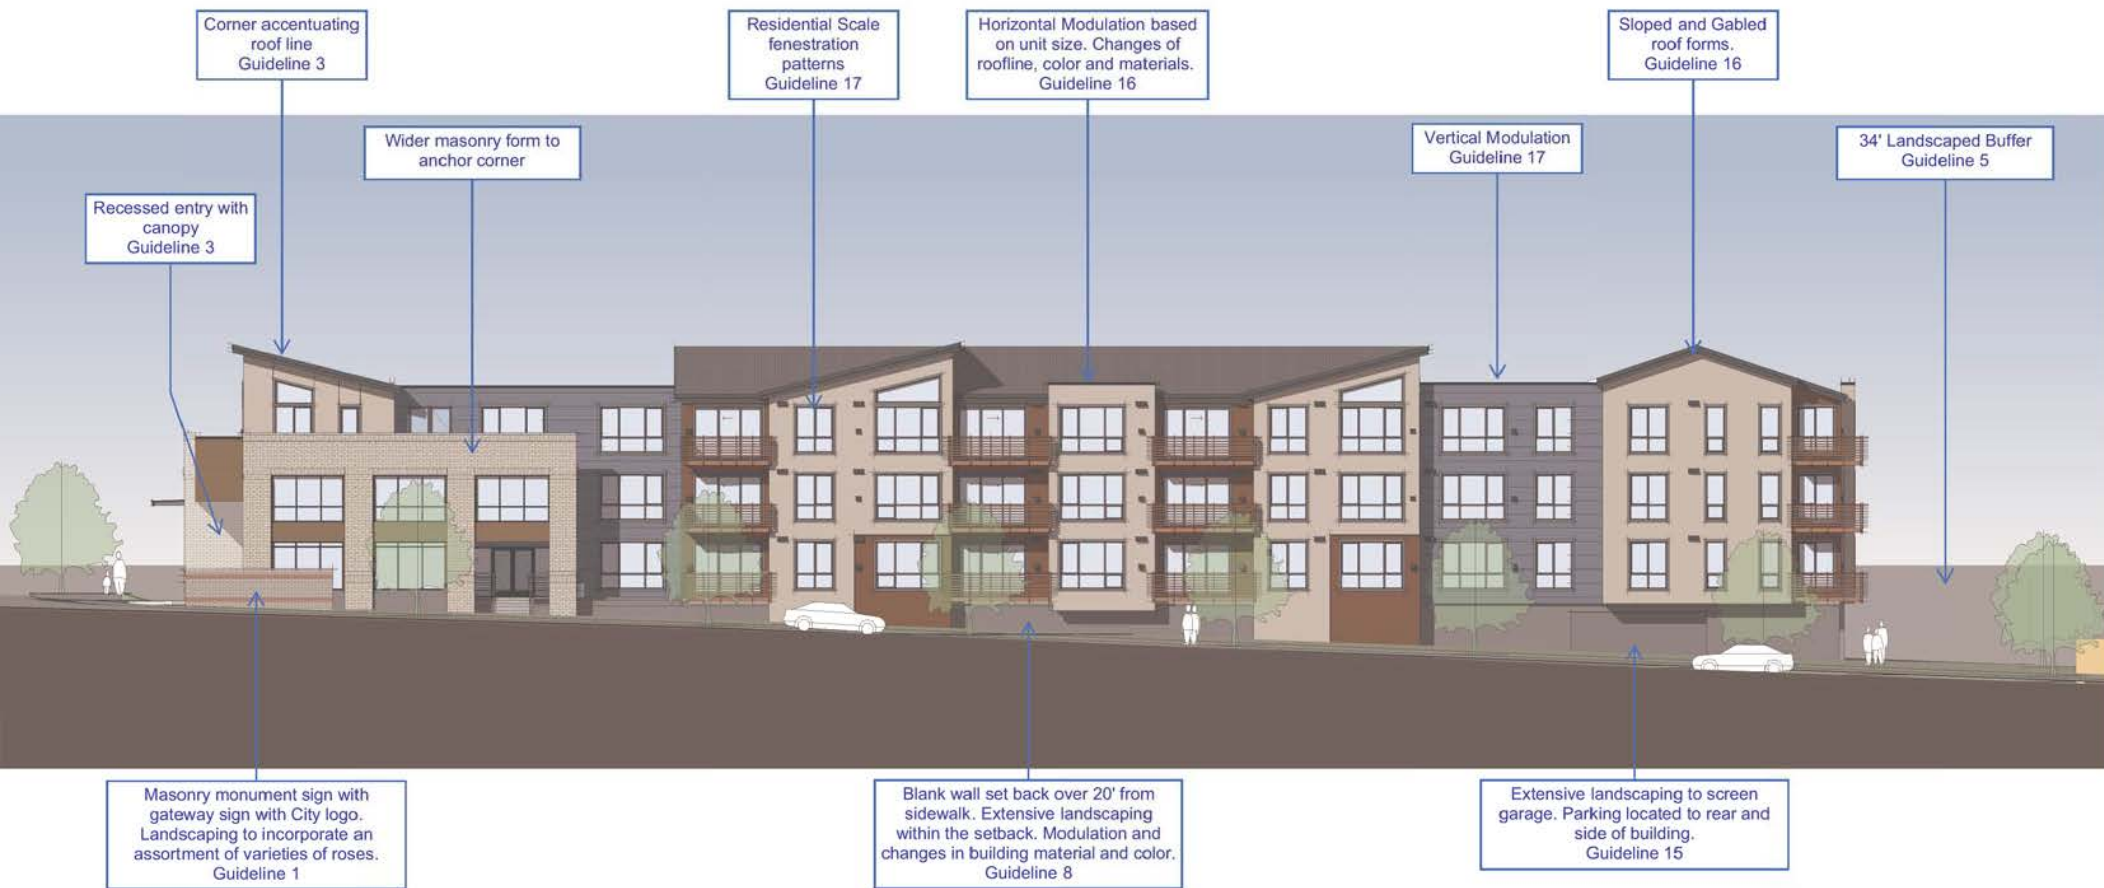 Corner accentuating
roof line
Guideline 3
Residential Scale
fenestration
patterns
Guideline 17
Horizontal Modulation based
on unit size. Changes of
roofline, color and materials.
Guideline 16
Sloped and Gabled
roof forms.
Guideline 16
Wider masonry form to
anchor corner
Vertical Modulation
Guideline 17
34' Landscaped Buffer
Guideline 5
Recessed entry with
canopy
Guideline 3
Masonry monument sign with
gateway sign with City logo.
Landscaping to incorporate an
assortment of varieties of roses.
Guideline 1
Blank wall set back over 20' from
sidewalk. Extensive landscaping
within the setback. Modulation and
changes in building material and color.
Guideline 8
Extensive landscaping to screen
garage. Parking located to rear and
side of building.
Guideline 15